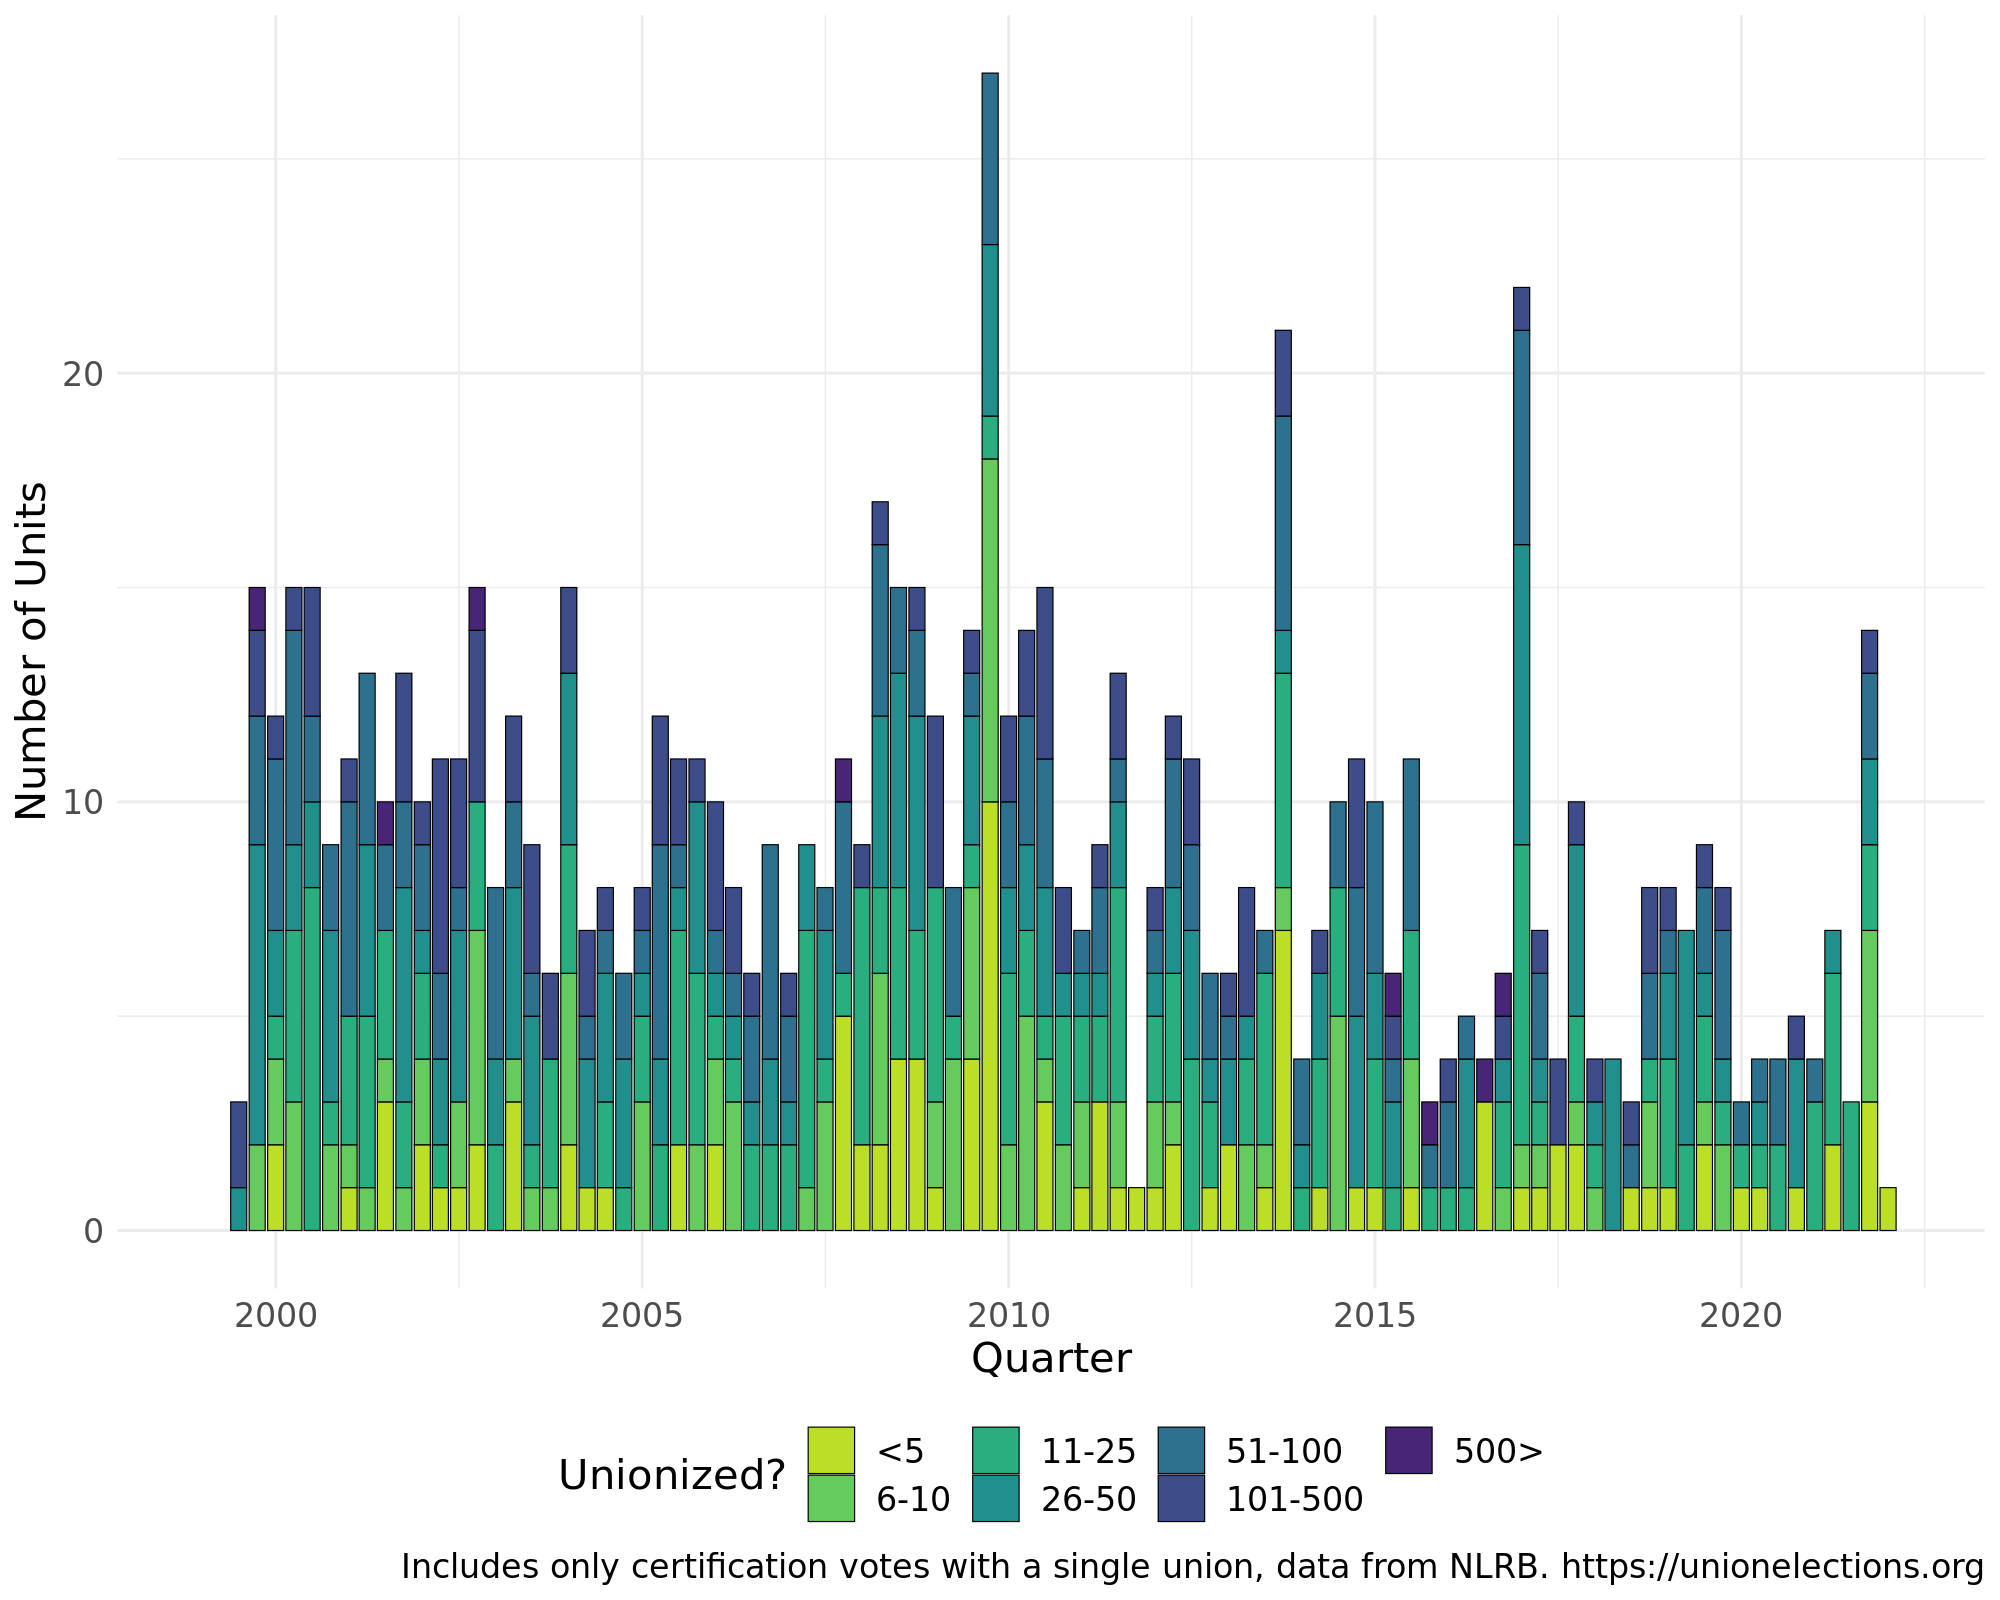 Number of Units
20
10
0
2000 2005 2010 2015 2020
Quarter
Unionized?
<5 11-25 51-100 500>
6-10 26-50 101-500
Includes only certification votes with a single union, data from NLRB. https://unionelections.org